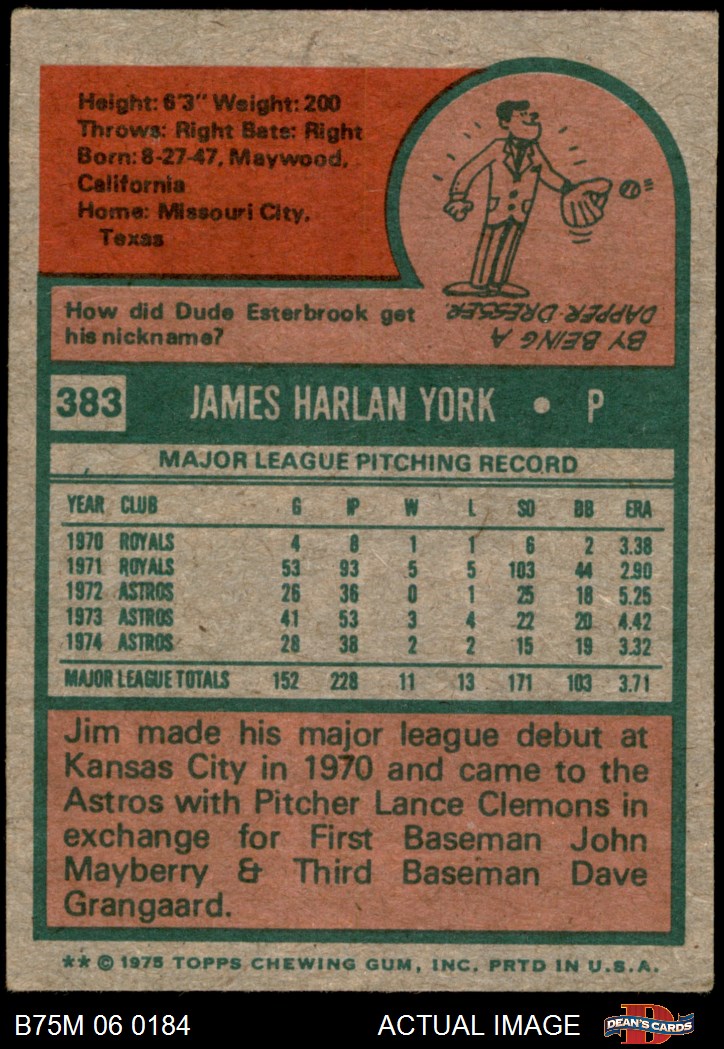 Height: 6'3" Weight: 200
Throws: Right Bats: Right
Born: 8-27-47, Maywood,
California
Home: Missouri City,
Texas
BY BEING A
DAPPER DRESSER
How did Dude Esterbrook get
his nickname?
383 JAMES HARLAN YORK • P
MAJOR LEAGUE PITCHING RECORD
YEAR CLUB G IP W L SO BB ERA
1970 ROYALS 4 8 1 1 6 2 3.38
1971 ROYALS 53 93 5 5 103 44 2.90
1972 ASTROS 26 36 0 1 25 18 5.25
1973 ASTROS 41 53 3 4 22 20 4.42
1974 ASTROS 28 38 2 2 15 19 3.32
MAJOR LEAGUE TOTALS 152 228 11 13 171 103 3.71
Jim made his major league debut at
Kansas City in 1970 and came to the
Astros with Pitcher Lance Clemons in
exchange for First Baseman John
Mayberry & Third Baseman Dave
Grangaard.
** © 1975 TOPPS CHEWING GUM, INC. PRTD IN U.S.A.
B75M 06 0184 ACTUAL IMAGE
D
DEAN'S CARDS